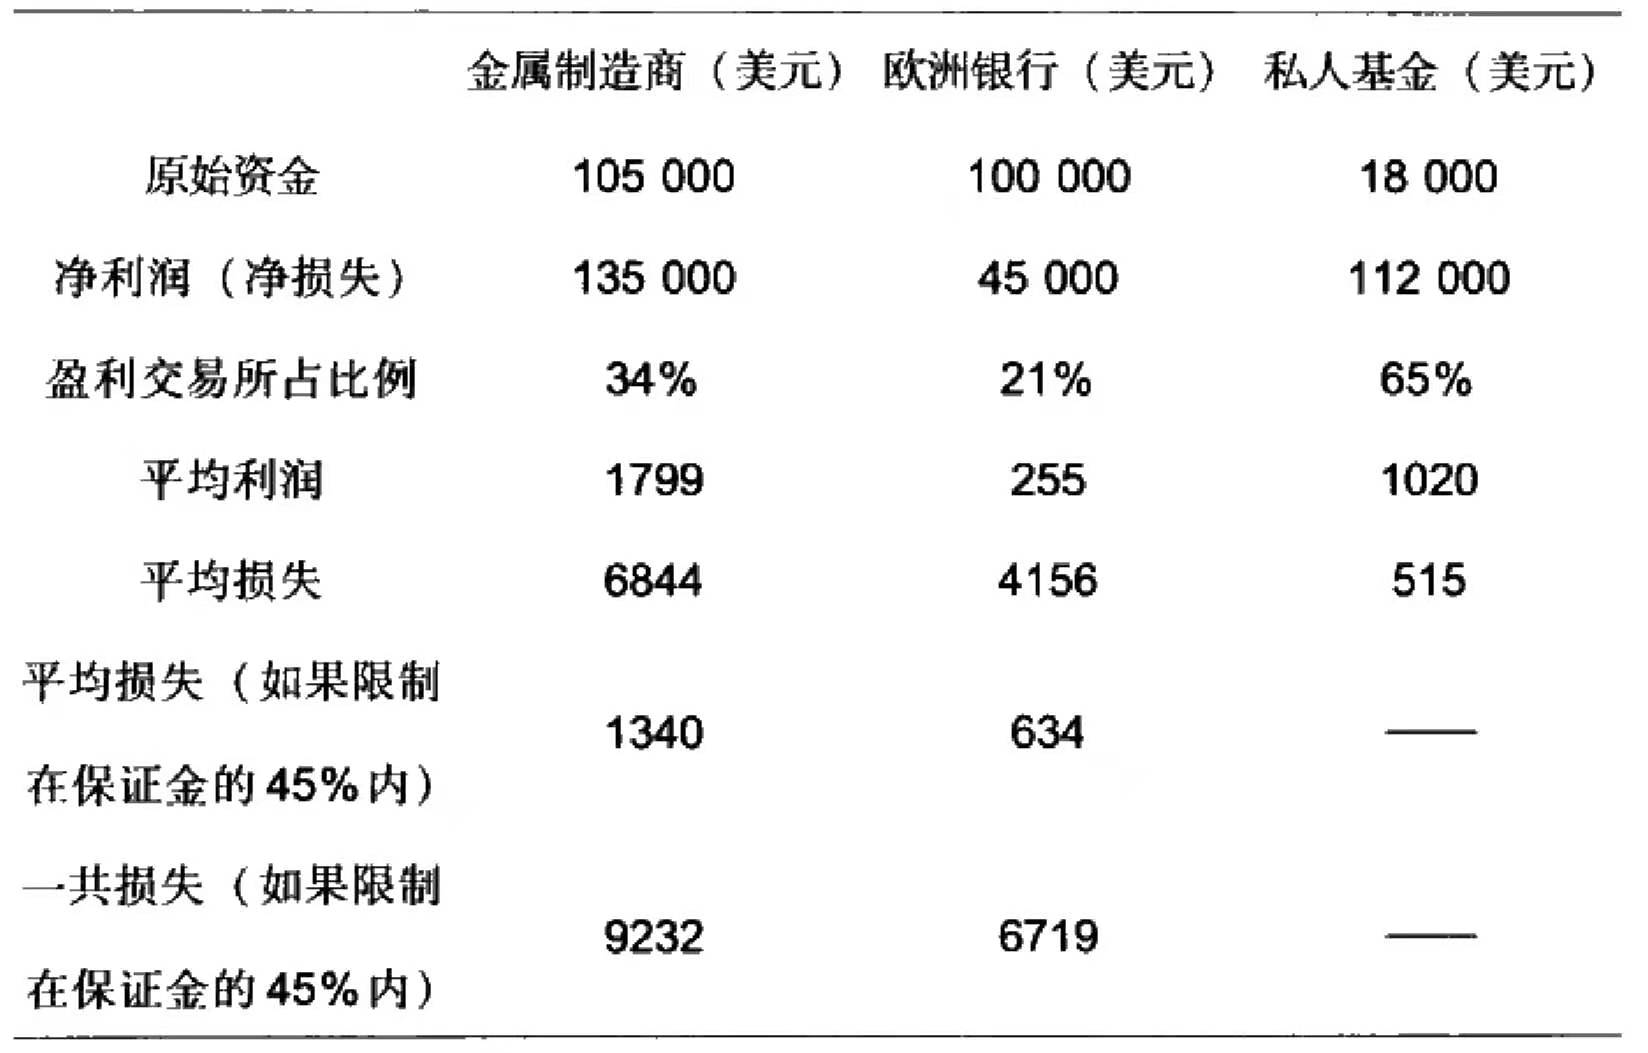 金属制造商（美元） 欧洲银行（美元） 私人基金（美元）
原始资金 105 000 100 000 18 000
净利润（净损失） 135 000 45 000 112 000
盈利交易所占比例 34% 21% 65%
平均利润 1799 255 1020
平均损失 6844 4156 515
平均损失（如果限制
1340 634 ——
在保证金的45%内）
一共损失（如果限制
9232 6719 ——
在保证金的45%内）